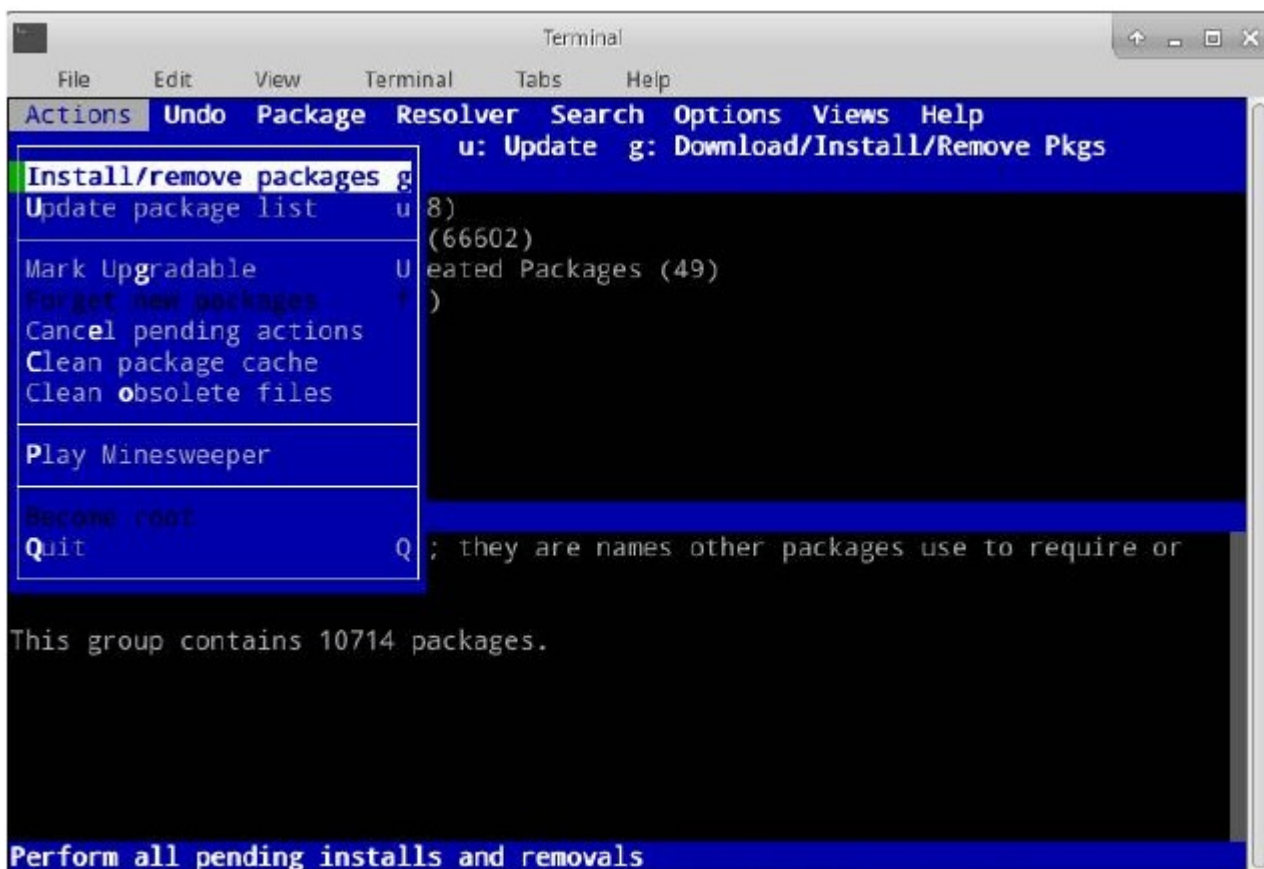 Terminal
File Edit View Terminal Tabs Help
Actions Undo Package Resolver Search Options Views Help
u: Update g: Download/Install/Remove Pkgs
Install/remove packages g
Update package list u 8)
(66602)
Mark Upgradable U eated Packages (49)
Forget new packages f )
Cancel pending actions
Clean package cache
Clean obsolete files
Play Minesweeper
Become root
Quit Q ; they are names other packages use to require or
This group contains 10714 packages.
Perform all pending installs and removals